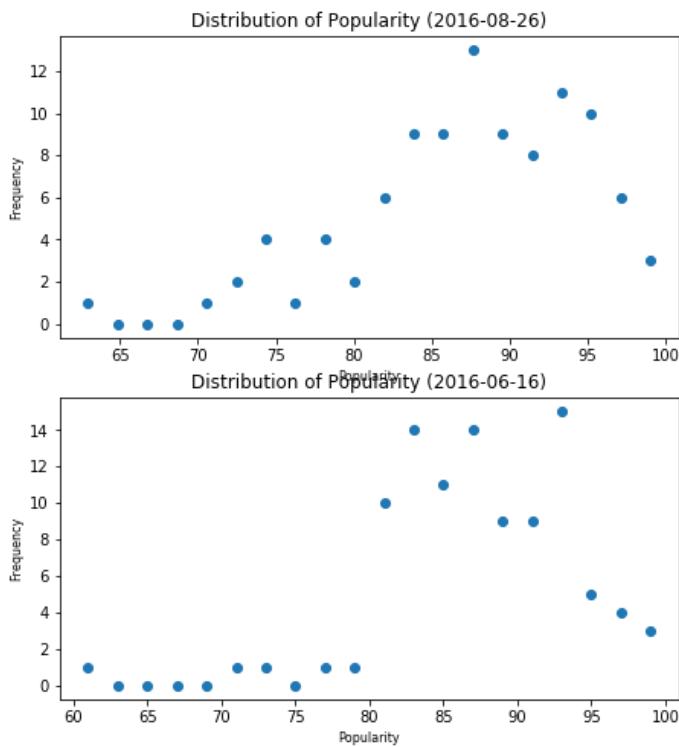 Distribution of Popularity (2016-08-26)
12
10
8
6
4
2
0
Frequency
65 70 75 80 85 90 95 100
Popularity
Distribution of Popularity (2016-06-16)
14
12
10
8
6
4
2
0
Frequency
60 65 70 75 80 85 90 95 100
Popularity